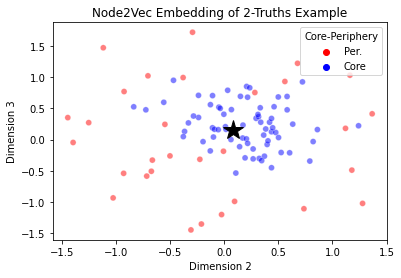 Node2Vec Embedding of 2-Truths Example
Core-Periphery
Per.
Core
Dimension 3
1.5
1.0
0.5
0.0
−0.5
−1.0
−1.5
−1.5 −1.0 −0.5 0.0 0.5 1.0 1.5
Dimension 2